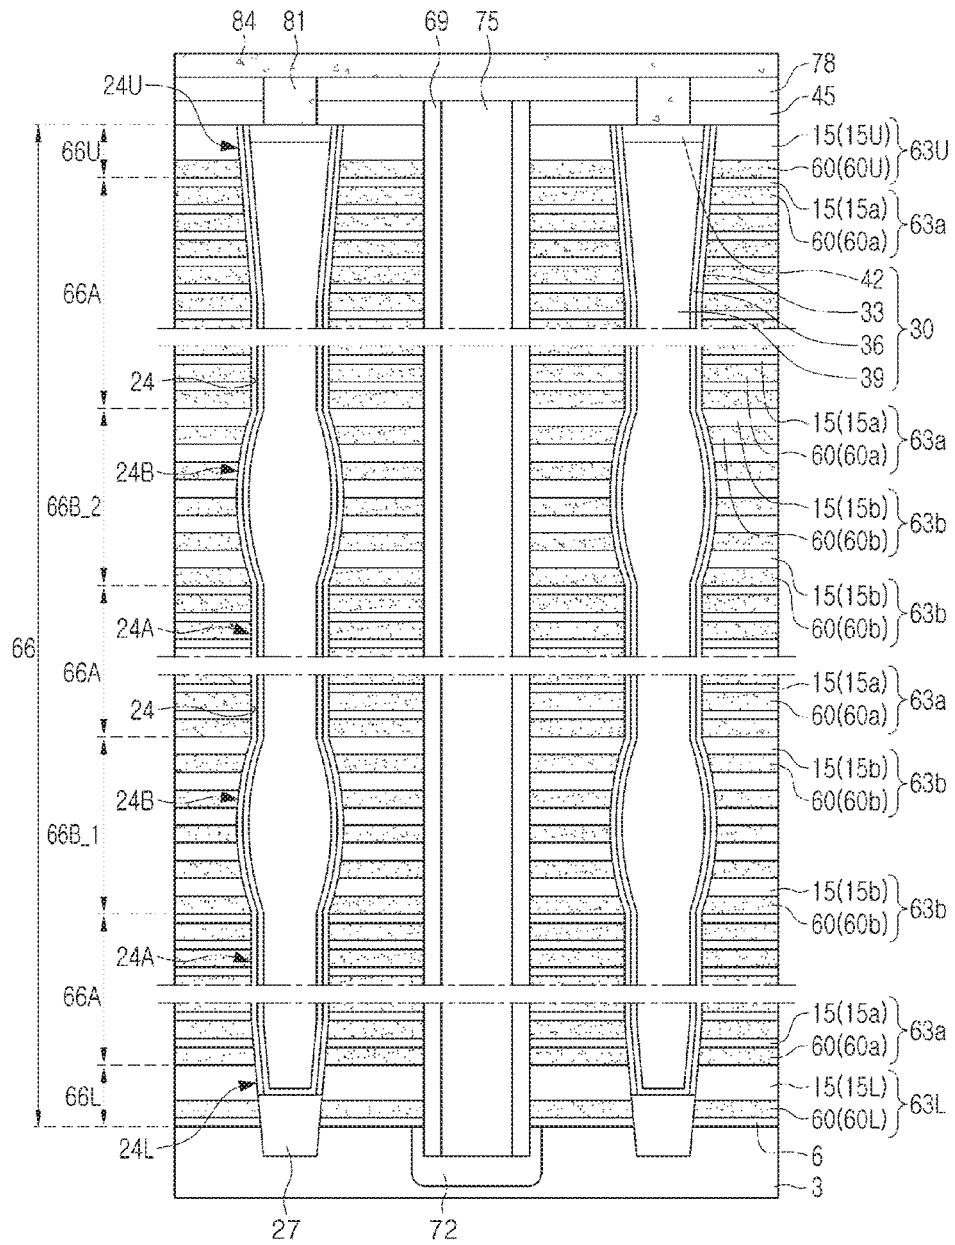 84 81 69 75
24U
78
45
66U
15(15U)
60(60U)
63U
15(15a)
60(60a)
63a
66A
42
33
36
39
30
24
15(15a)
60(60a)
63a
24B
66B_2
15(15b)
60(60b)
63b
15(15b)
60(60b)
63b
24A
66
66A
15(15a)
60(60a)
63a
24
15(15b)
60(60b)
63b
24B
66B_1
15(15b)
60(60b)
63b
24A
66A
15(15a)
60(60a)
63a
15(15L)
60(60L)
63L
66L
24L
6
3
27 72